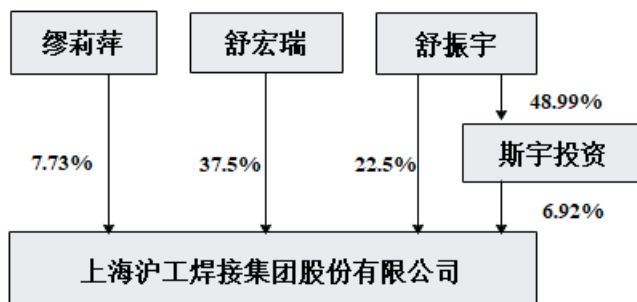 缪莉萍
舒宏瑞
舒振宇
48.99%
斯宇投资
7.73%
37.5%
22.5%
6.92%
上海沪工焊接集团股份有限公司